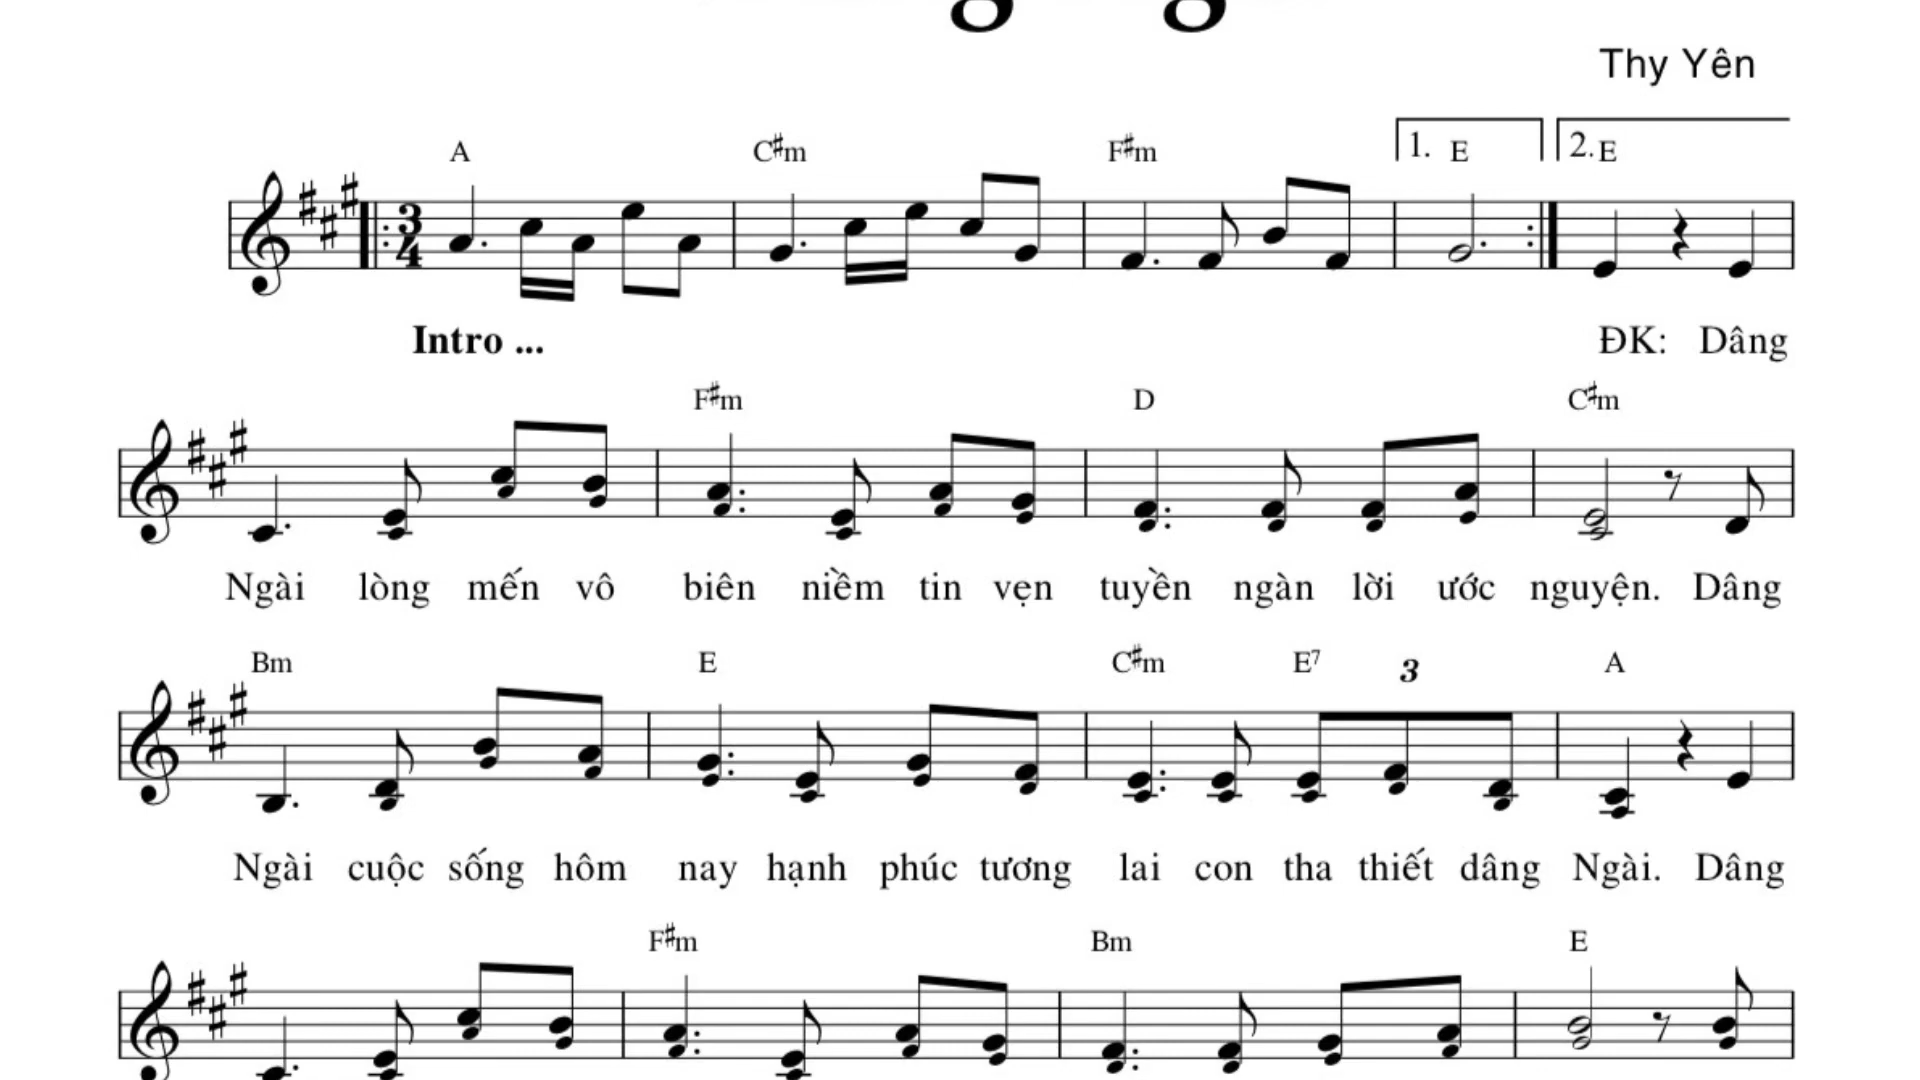 Thy Yên
A C#m F#m 1. E 2. E
3 4
Intro ... ĐK: Dâng
F#m D C#m
Ngài lòng mến vô biên niềm tin vẹn tuyền ngàn lời ước nguyện. Dâng
Bm E C#m E7 3 A
Ngài cuộc sống hôm nay hạnh phúc tương lai con tha thiết dâng Ngài. Dâng
F#m Bm E